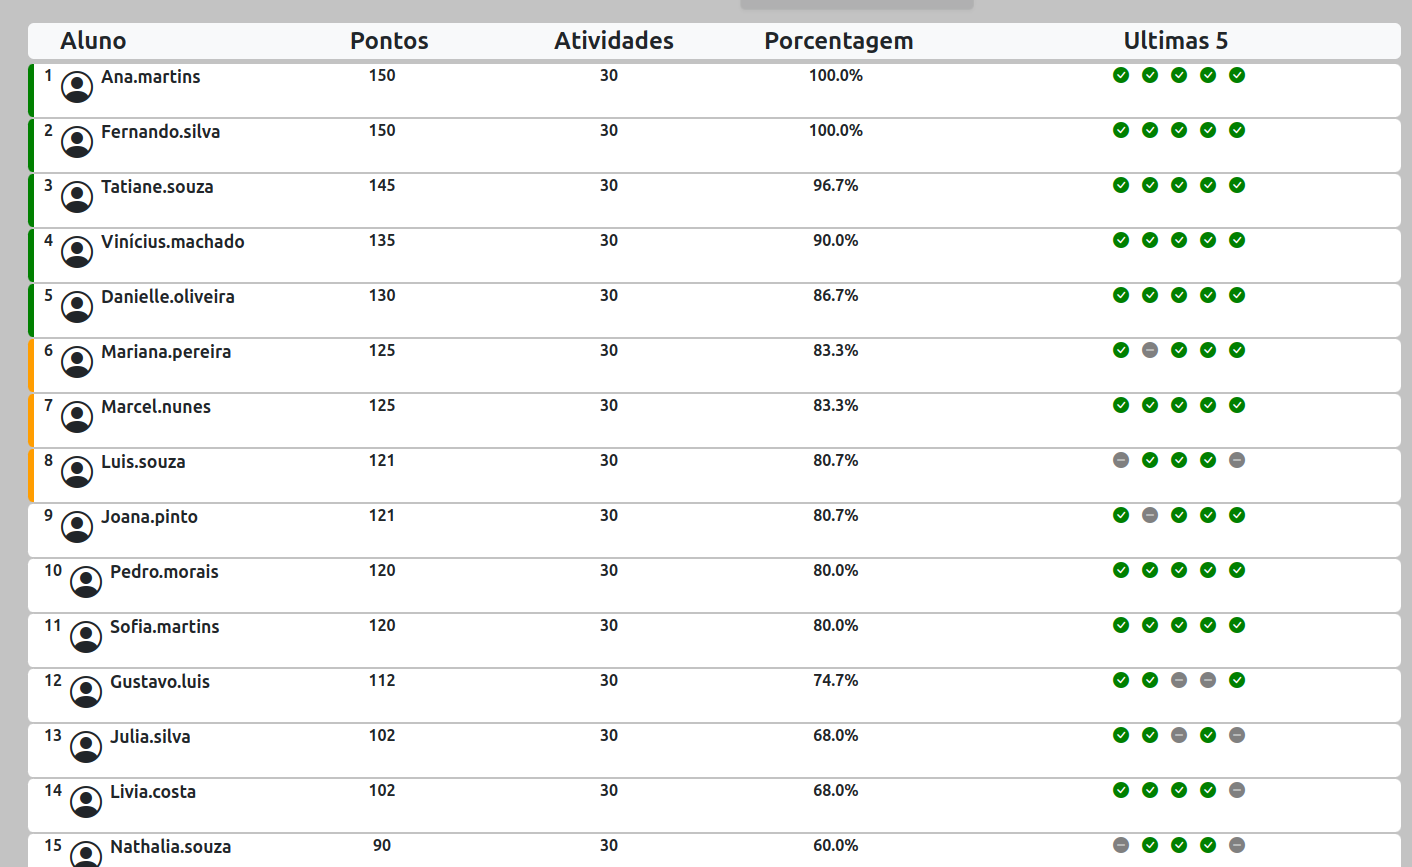 Aluno Pontos Atividades Porcentagem Ultimas 5
1 Ana.martins 150 30 100.0%
2 Fernando.silva 150 30 100.0%
3 Tatiane.souza 145 30 96.7%
4 Vinícius.machado 135 30 90.0%
5 Danielle.oliveira 130 30 86.7%
6 Mariana.pereira 125 30 83.3%
7 Marcel.nunes 125 30 83.3%
8 Luis.souza 121 30 80.7%
9 Joana.pinto 121 30 80.7%
10 Pedro.morais 120 30 80.0%
11 Sofia.martins 120 30 80.0%
12 Gustavo.luis 112 30 74.7%
13 Julia.silva 102 30 68.0%
14 Livia.costa 102 30 68.0%
15 Nathalia.souza 90 30 60.0%